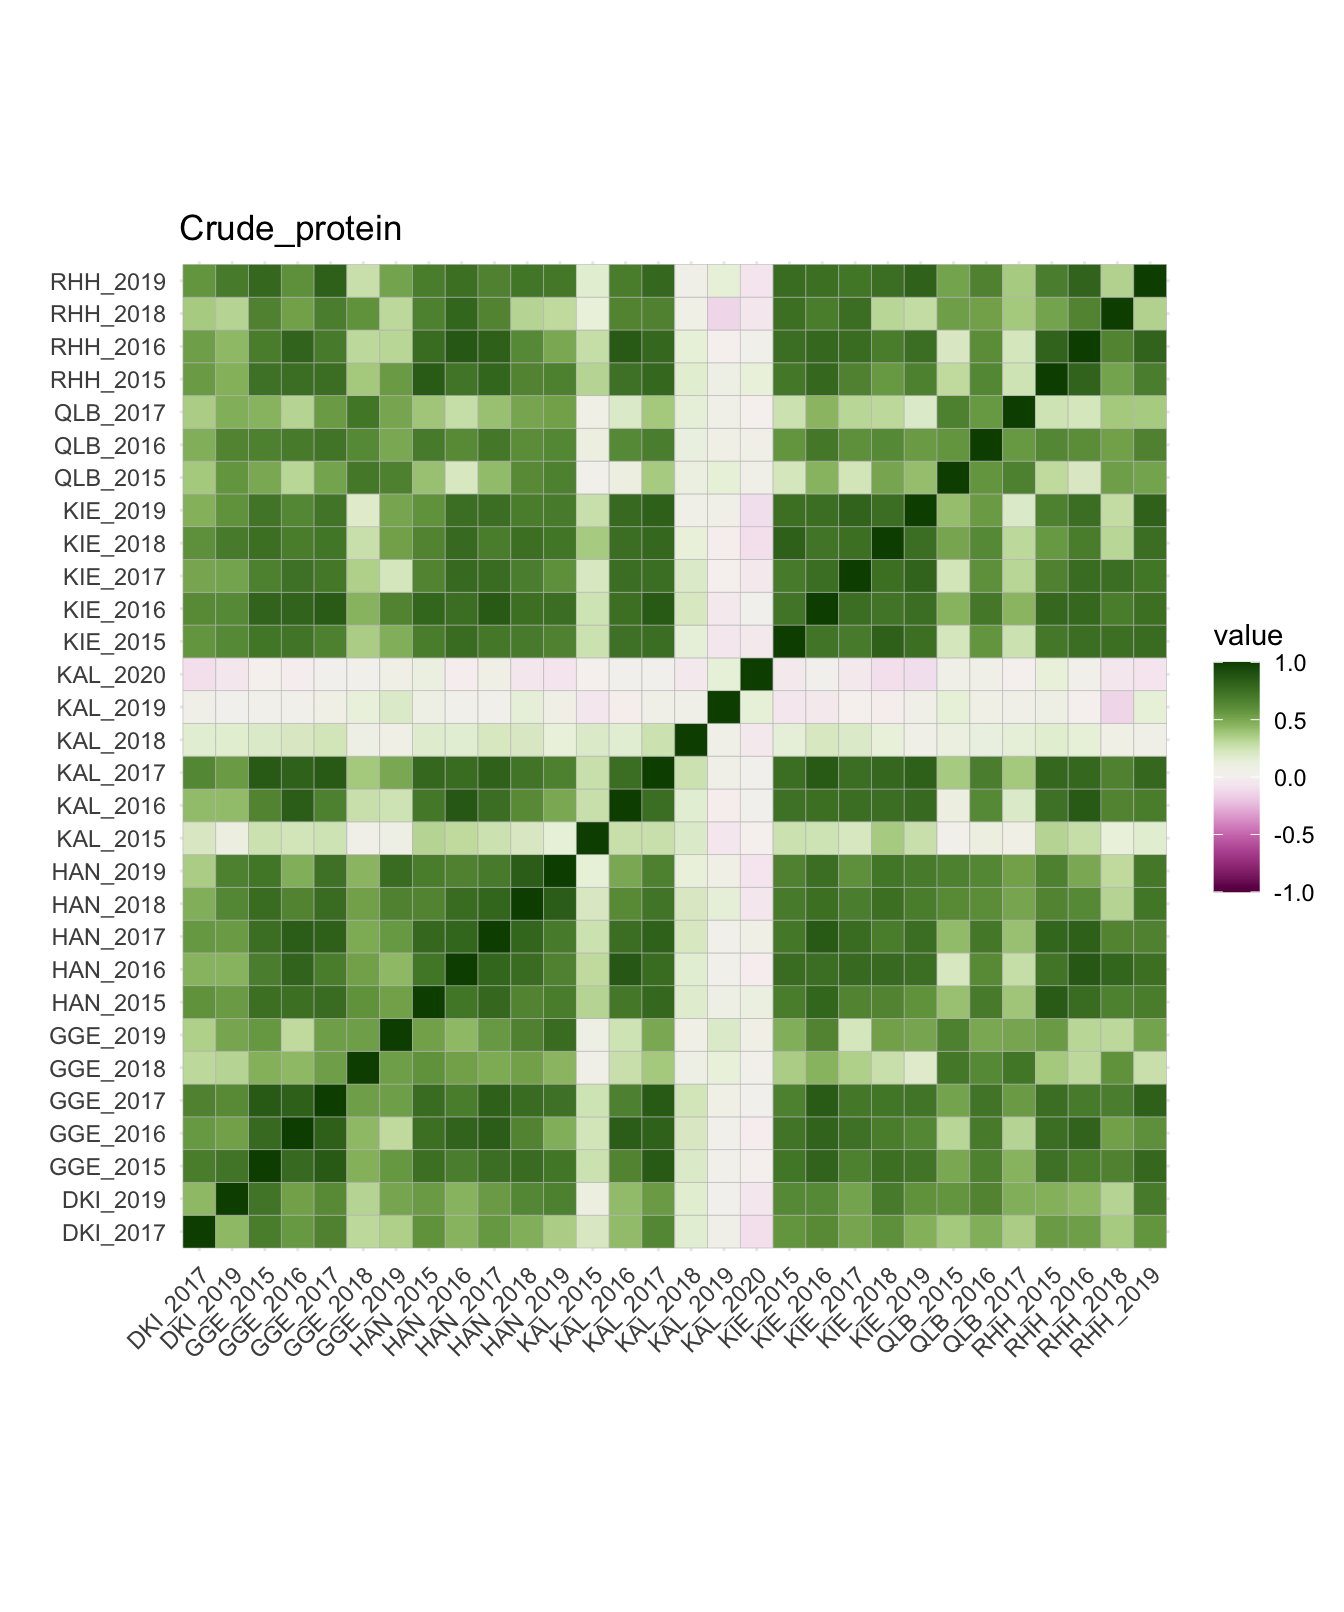 Crude_protein
RHH_2019
RHH_2018
RHH_2016
RHH_2015
QLB_2017
QLB_2016
QLB_2015
KIE_2019
KIE_2018
KIE_2017
KIE_2016
KIE_2015
KAL_2020
KAL_2019
KAL_2018
KAL_2017
KAL_2016
KAL_2015
HAN_2019
HAN_2018
HAN_2017
HAN_2016
HAN_2015
GGE_2019
GGE_2018
GGE_2017
GGE_2016
GGE_2015
DKI_2019
DKI_2017
DKI_2017
DKI_2019
GGE_2015
GGE_2016
GGE_2017
GGE_2018
GGE_2019
HAN_2015
HAN_2016
HAN_2017
HAN_2018
HAN_2019
KAL_2015
KAL_2016
KAL_2017
KAL_2018
KAL_2019
KAL_2020
KIE_2015
KIE_2016
KIE_2017
KIE_2018
KIE_2019
QLB_2015
QLB_2016
QLB_2017
RHH_2015
RHH_2016
RHH_2018
RHH_2019
value
1.0
0.5
0.0
-0.5
-1.0